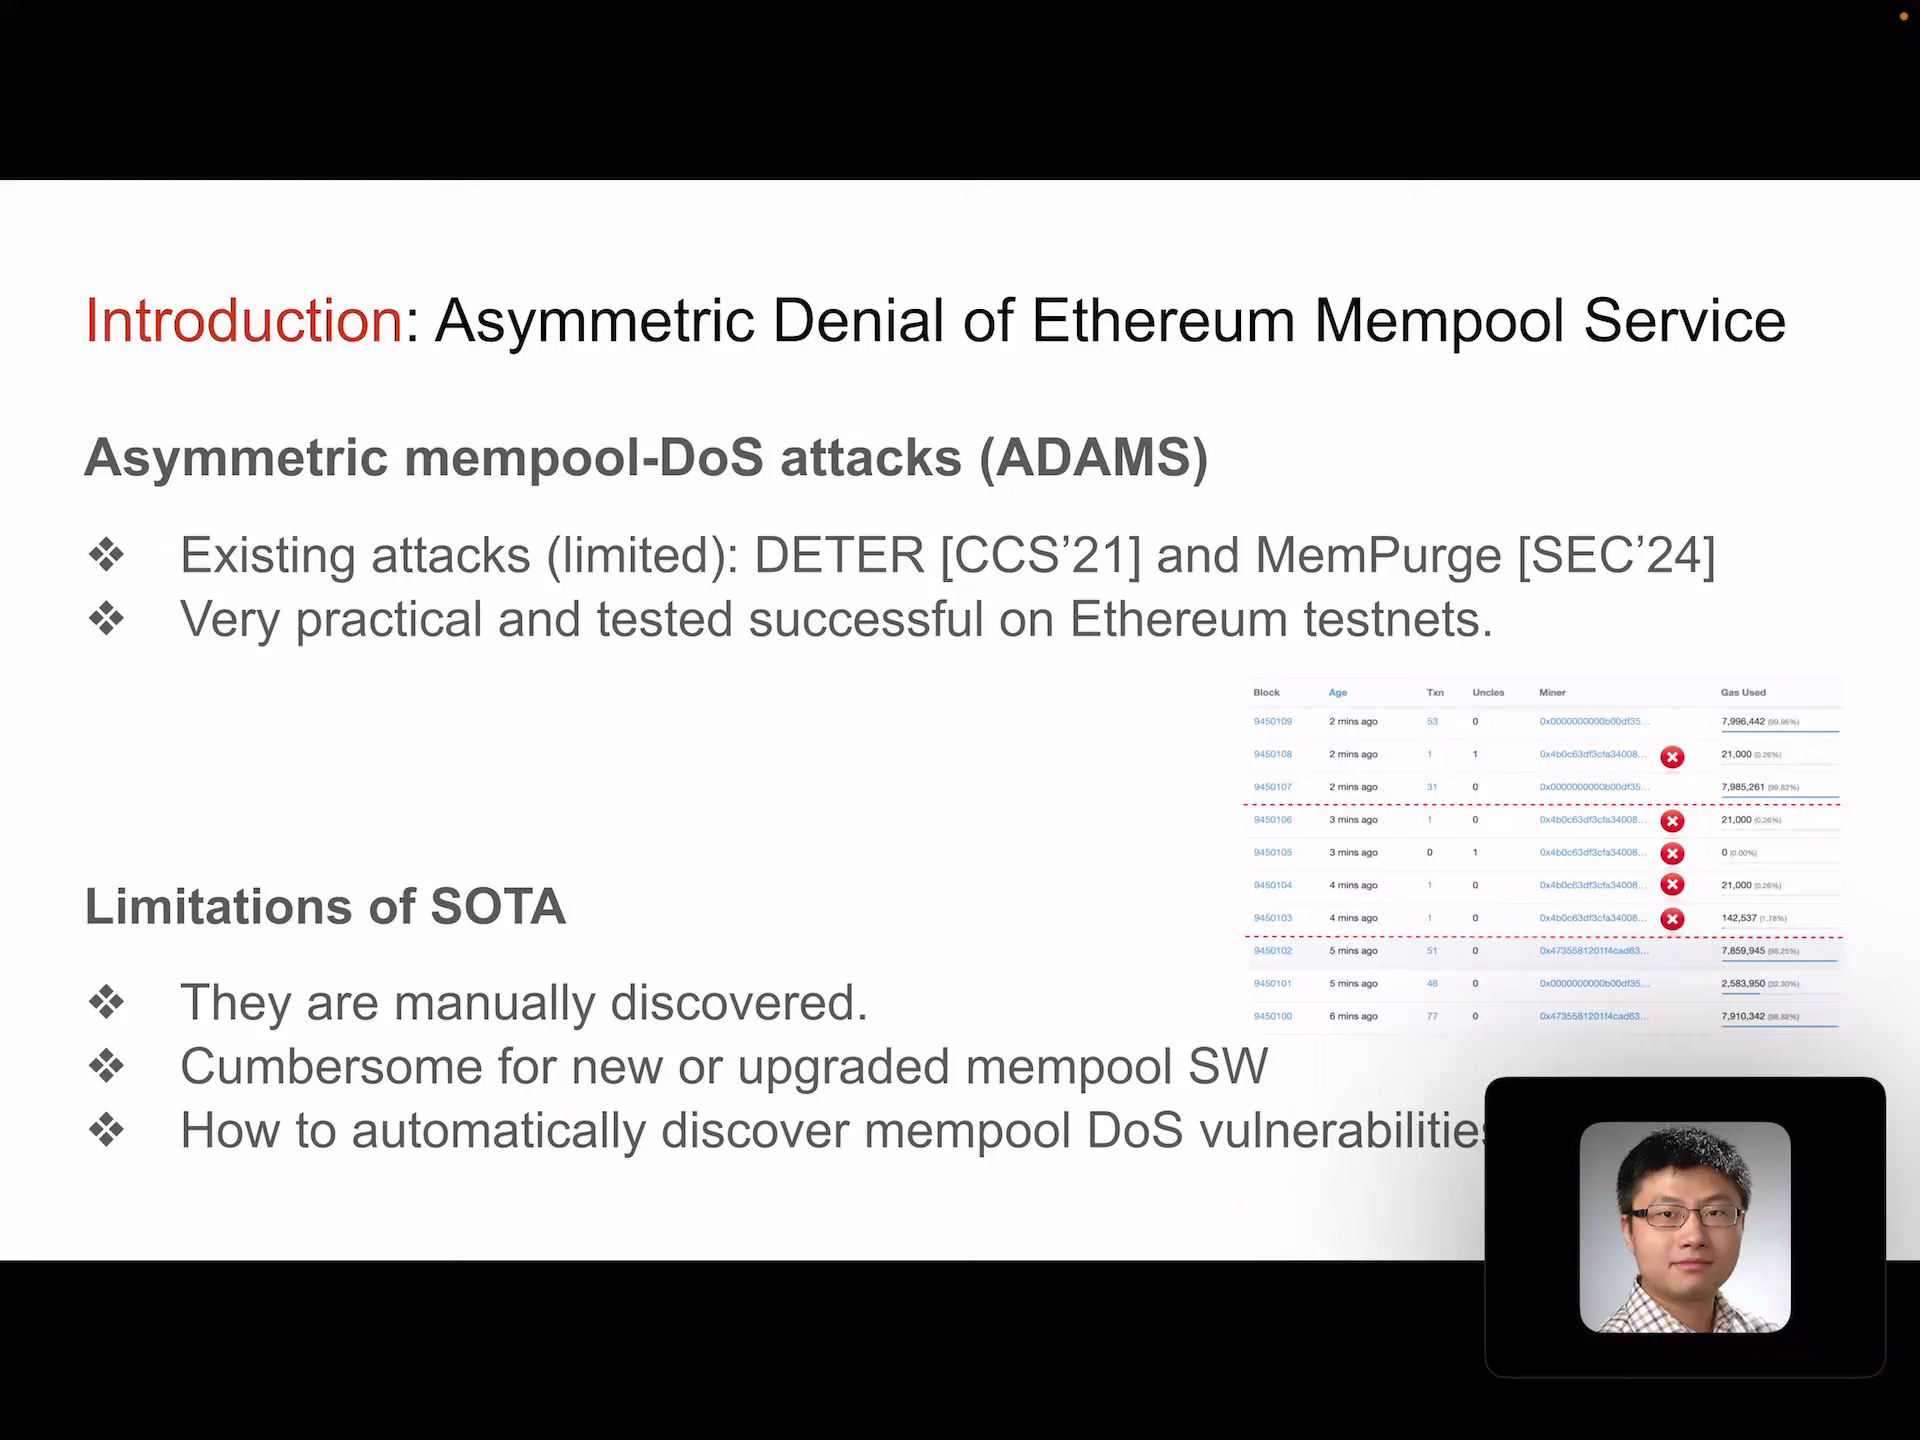 Introduction: Asymmetric Denial of Ethereum Mempool Service
Asymmetric mempool-DoS attacks (ADAMS)
❖ Existing attacks (limited): DETER [CCS’21] and MemPurge [SEC’24]
❖ Very practical and tested successful on Ethereum testnets.
Block Age Txn Uncles Miner Gas Used
9450109 2 mins ago 53 0 0x0000000000b00df35... 7,996,442 (99.96%)
9450108 2 mins ago 1 1 0x4b0c63df3cfa34008... 21,000 (0.26%)
9450107 2 mins ago 31 0 0x0000000000b00df35... 7,985,261 (99.82%)
9450106 3 mins ago 1 0 0x4b0c63df3cfa34008... 21,000 (0.26%)
9450105 3 mins ago 0 1 0x4b0c63df3cfa34008... 0 (0.00%)
9450104 4 mins ago 1 0 0x4b0c63df3cfa34008... 21,000 (0.26%)
9450103 4 mins ago 1 0 0x4b0c63df3cfa34008... 142,537 (1.78%)
9450102 5 mins ago 51 0 0x4735581201f4cad63... 7,859,945 (98.25%)
9450101 5 mins ago 46 0 0x0000000000b00df35... 2,583,950 (32.30%)
9450100 6 mins ago 77 0 0x4735581201f4cad63... 7,910,342 (98.88%)
Limitations of SOTA
❖ They are manually discovered.
❖ Cumbersome for new or upgraded mempool SW
❖ How to automatically discover mempool DoS vulnerabilities